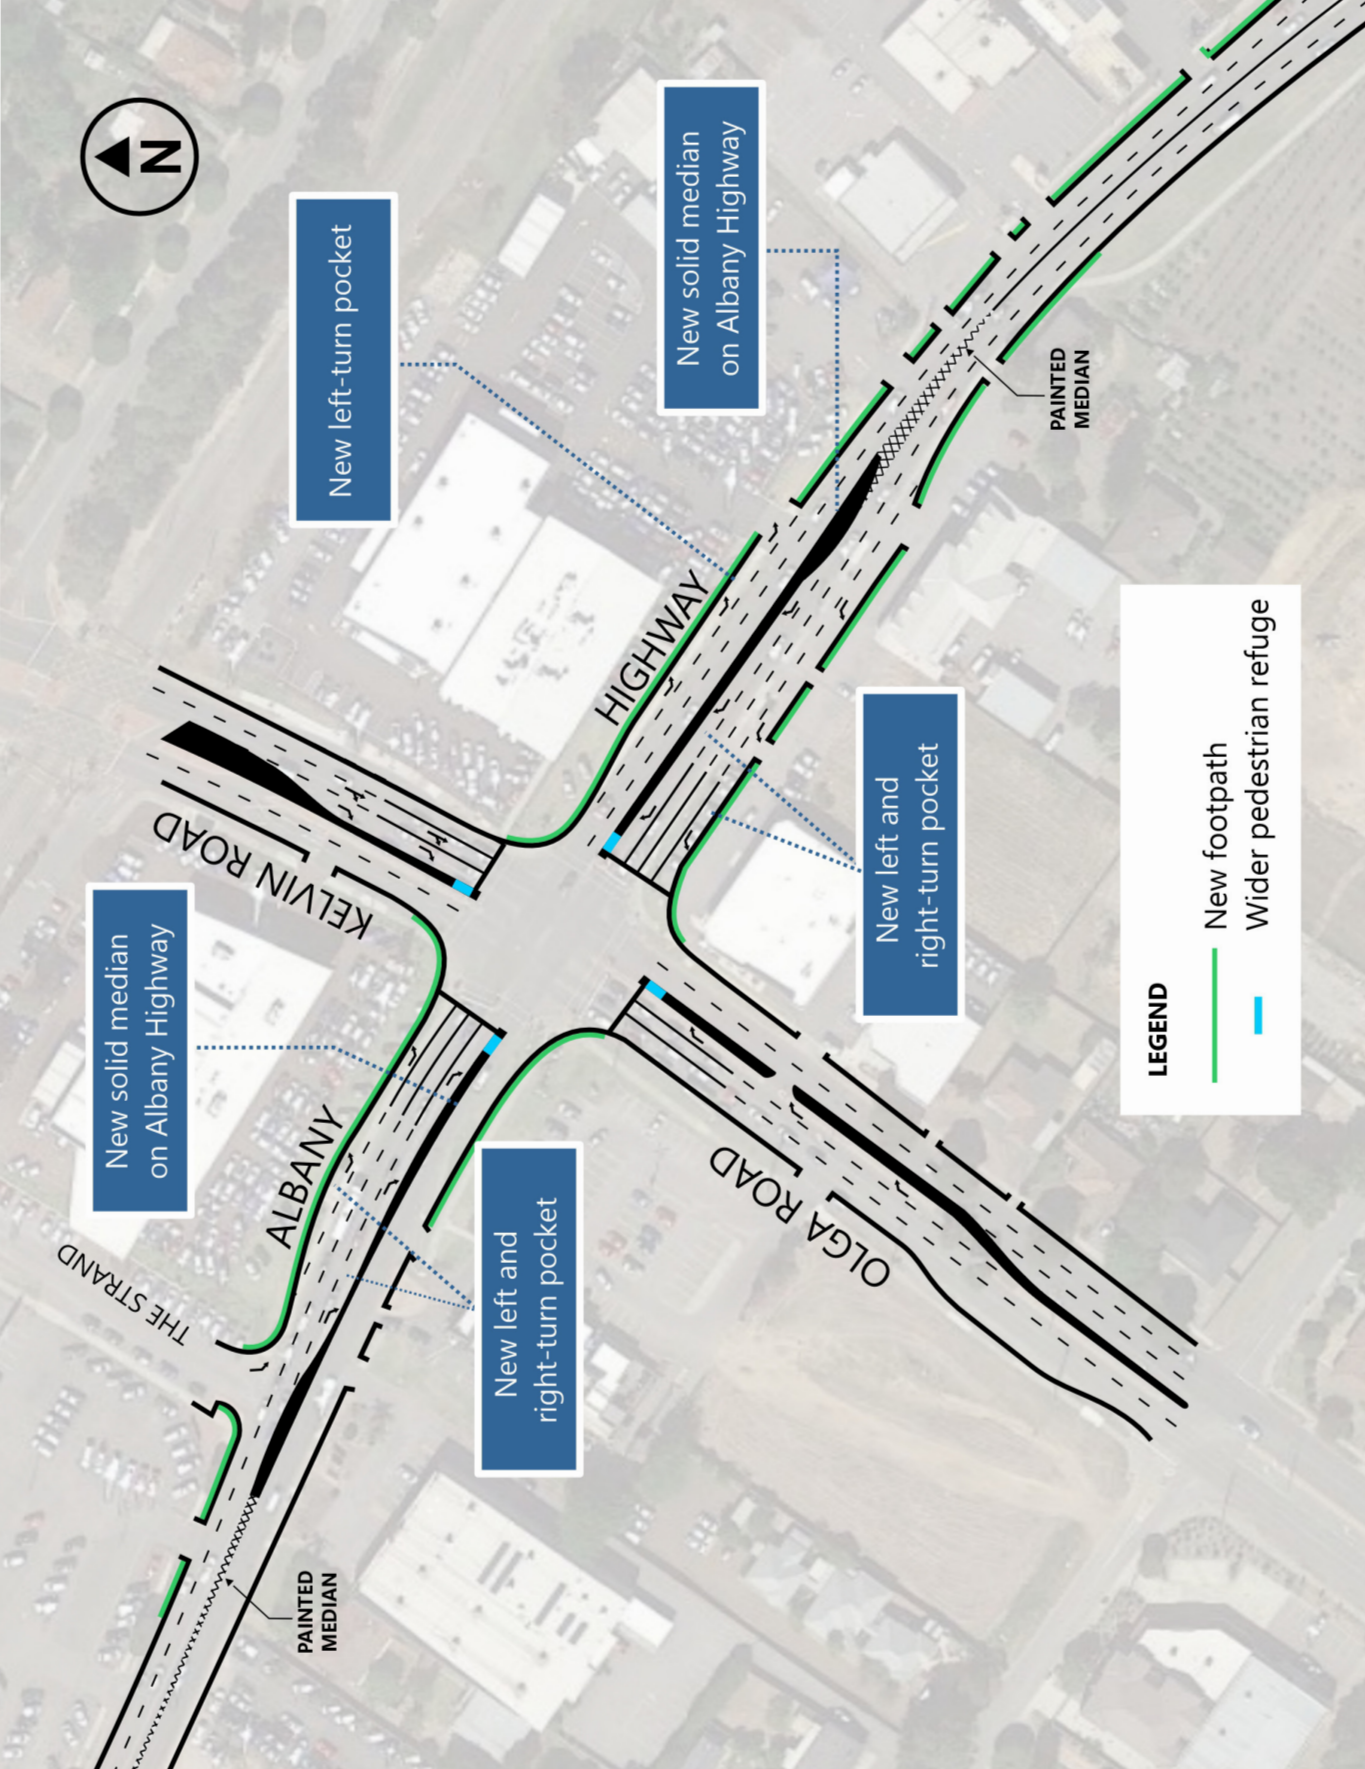 N
New solid median
on Albany Highway
New left-turn pocket
THE STRAND
KELVIN ROAD
ALBANY
HIGHWAY
New solid median
on Albany Highway
PAINTED
MEDIAN
New left and
right-turn pocket
OLGA ROAD
New left and
right-turn pocket
PAINTED
MEDIAN
LEGEND
New footpath
Wider pedestrian refuge